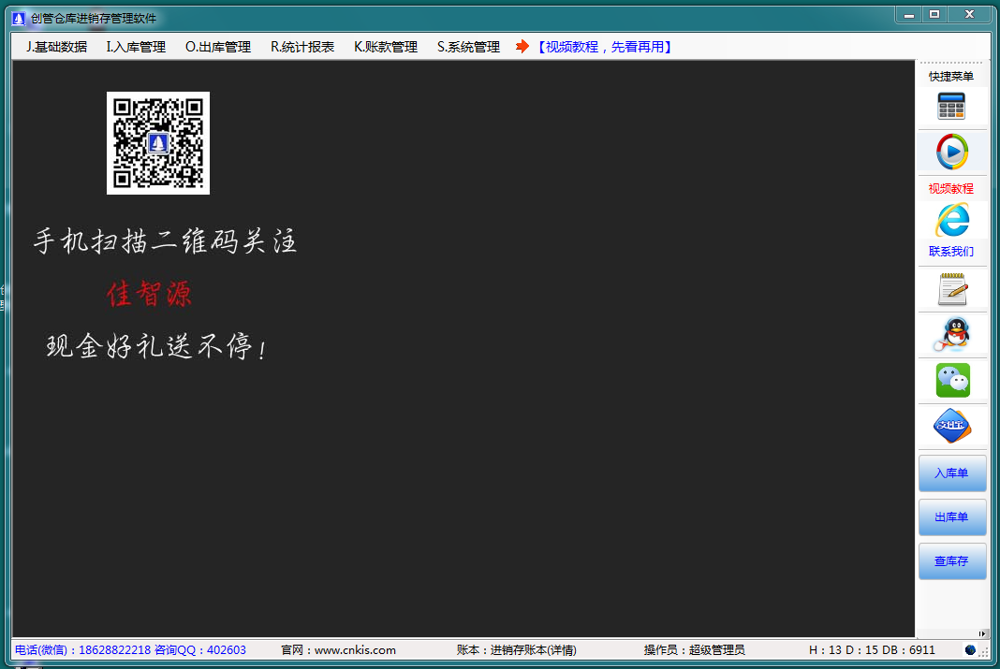 创管仓库进销存管理软件
J.基础数据 I.入库管理 O.出库管理 R.统计报表 K.账款管理 S.系统管理 【视频教程，先看再用】
快捷菜单
视频教程
联系我们
支付宝
入库单
出库单
查库存
手机扫描二维码关注
佳智源
现金好礼送不停！
电话(微信)：18628822218 咨询QQ：402603 官网：www.cnkis.com 账本：进销存账本(详情) 操作员：超级管理员 H：13 D：15 DB：6911